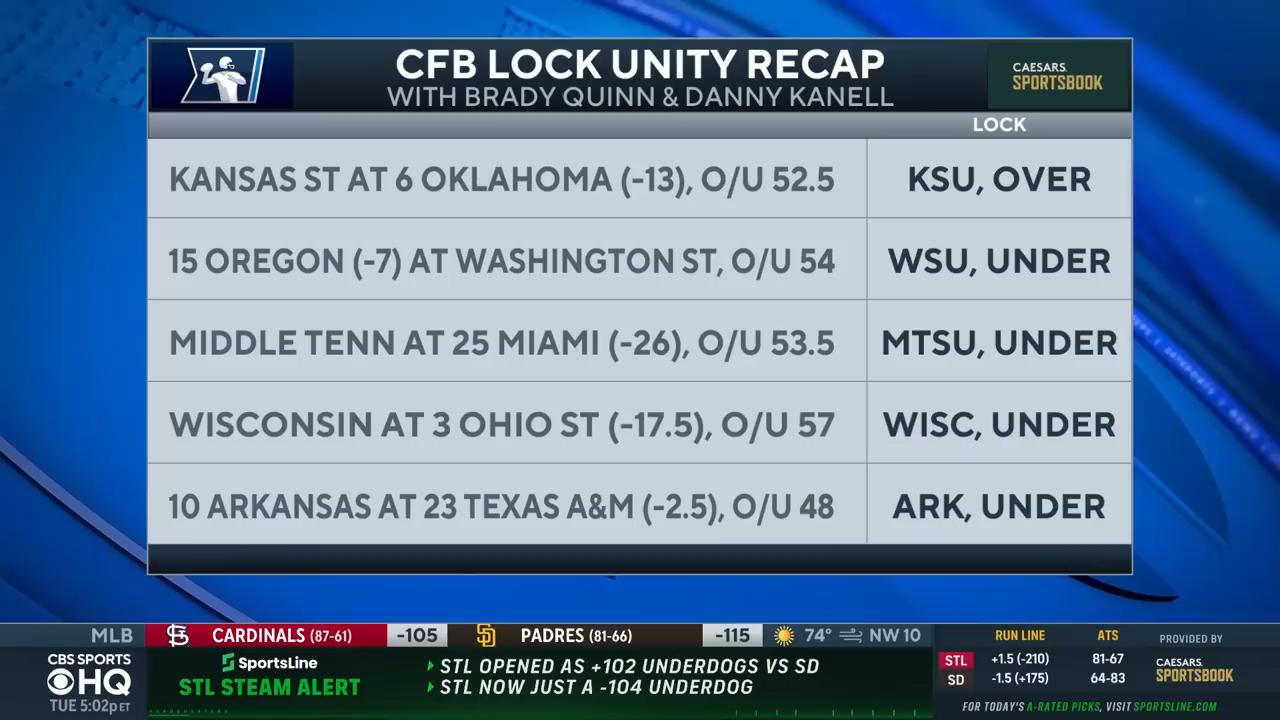 CFB LOCK UNITY RECAP
WITH BRADY QUINN & DANNY KANELL
CAESARS
SPORTSBOOK
LOCK
KANSAS ST AT 6 OKLAHOMA (-13), O/U 52.5
KSU, OVER
15 OREGON (-7) AT WASHINGTON ST, O/U 54
WSU, UNDER
MIDDLE TENN AT 25 MIAMI (-26), O/U 53.5
MTSU, UNDER
WISCONSIN AT 3 OHIO ST (-17.5), O/U 57
WISC, UNDER
10 ARKANSAS AT 23 TEXAS A&M (-2.5), O/U 48
ARK, UNDER
MLB
CARDINALS (87-61)
-105
PADRES (81-66)
-115
74° NW 10
CBS SPORTS
HQ
TUE 5:02PET
SportsLine
STL STEAM ALERT
STL OPENED AS +102 UNDERDOGS VS SD
STL NOW JUST A -104 UNDERDOG
RUN LINE ATS
STL +1.5 (-210) 81-67
SD -1.5 (+175) 64-83
PROVIDED BY
CAESARS
SPORTSBOOK
FOR TODAY'S A-RATED PICKS, VISIT SPORTSLINE.COM